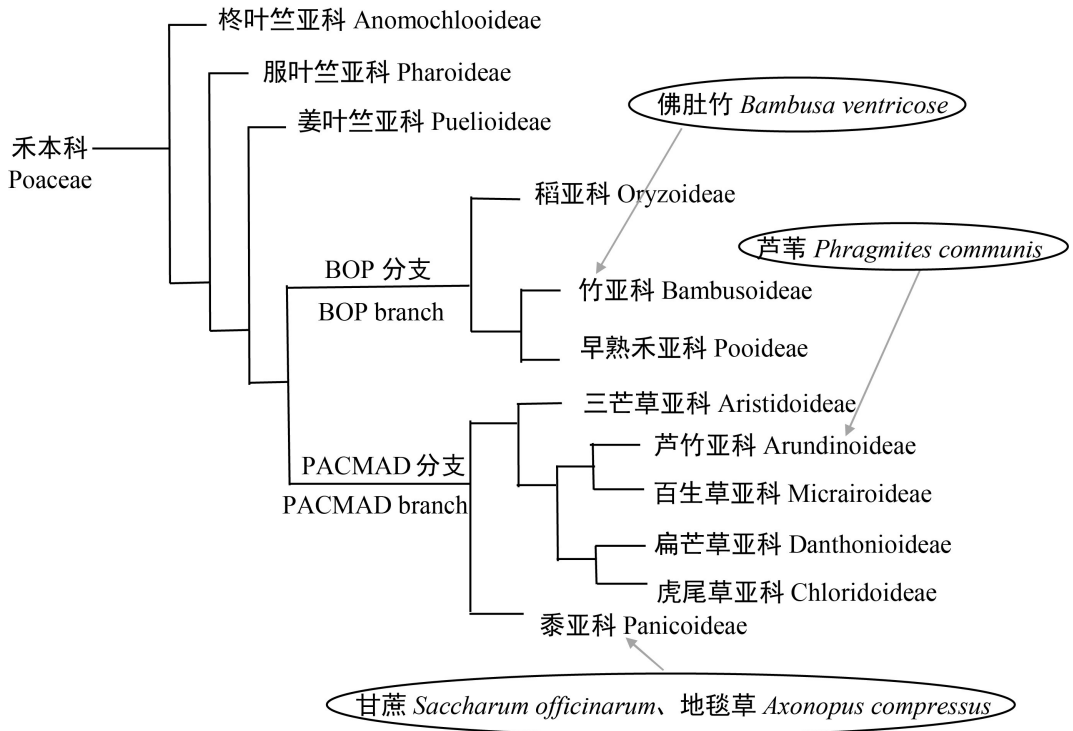 柊叶竺亚科 Anomochlooideae
服叶竺亚科 Pharoideae
佛肚竹 Bambusa ventricose
姜叶竺亚科 Puelioideae
禾本科
Poaceae
稻亚科 Oryzoideae
芦苇 Phragmites communis
BOP 分支
BOP branch
竹亚科 Bambusoideae
早熟禾亚科 Pooideae
三芒草亚科 Aristidoideae
芦竹亚科 Arundinoideae
PACMAD 分支
PACMAD branch
百生草亚科 Micrairoideae
扁芒草亚科 Danthonioideae
虎尾草亚科 Chloridoideae
黍亚科 Panicoideae
甘蔗 Saccharum officinarum、地毯草 Axonopus compressus